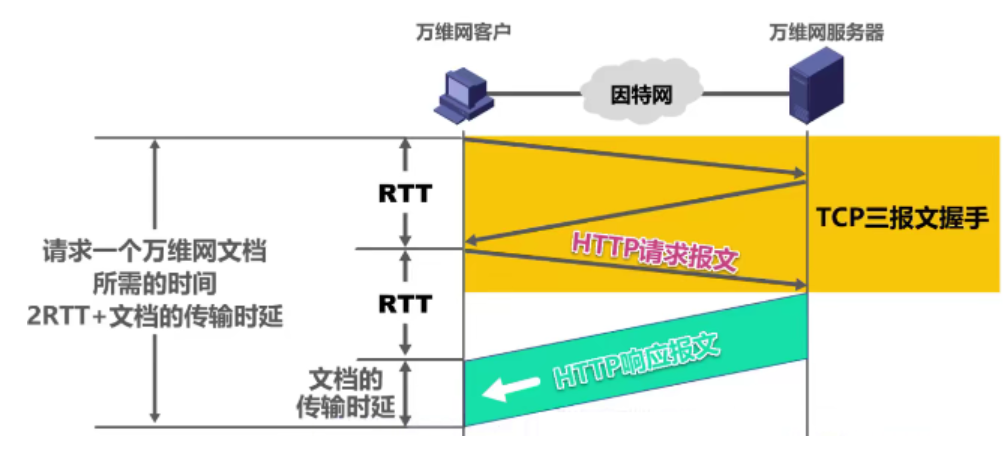 万维网客户
万维网服务器
因特网
RTT
TCP三报文握手
HTTP请求报文
请求一个万维网文档
所需的时间
2RTT+文档的传输时延
RTT
HTTP响应报文
文档的
传输时延